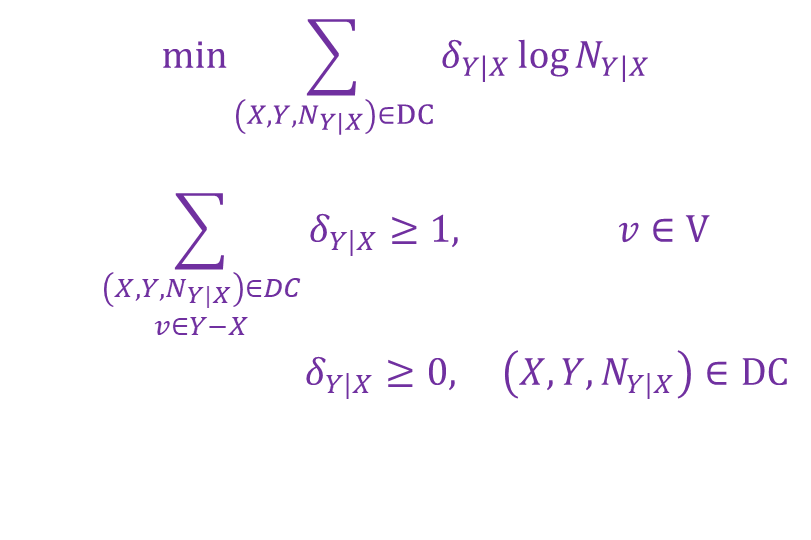 min ∑ δ_{Y|X} log N_{Y|X}
(X,Y,N_{Y|X})∈DC
∑ δ_{Y|X} ≥ 1, v ∈ V
(X,Y,N_{Y|X})∈DC
v∈Y−X
δ_{Y|X} ≥ 0, (X, Y, N_{Y|X}) ∈ DC